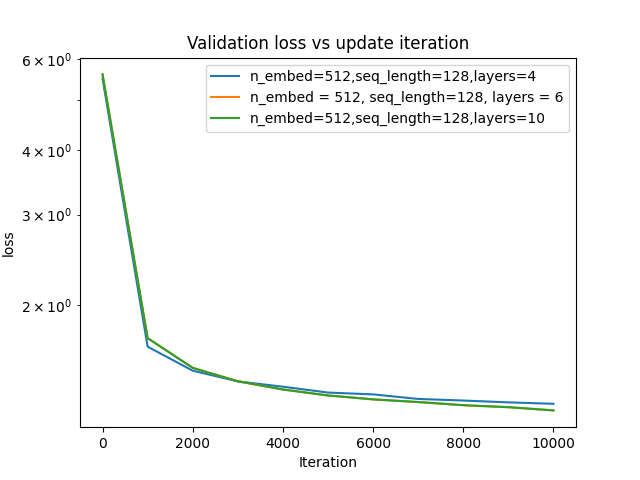 Validation loss vs update iteration
6 × 10⁰
4 × 10⁰
3 × 10⁰
2 × 10⁰
loss
n_embed=512,seq_length=128,layers=4
n_embed = 512, seq_length=128, layers = 6
n_embed=512,seq_length=128,layers=10
0 2000 4000 6000 8000 10000
Iteration